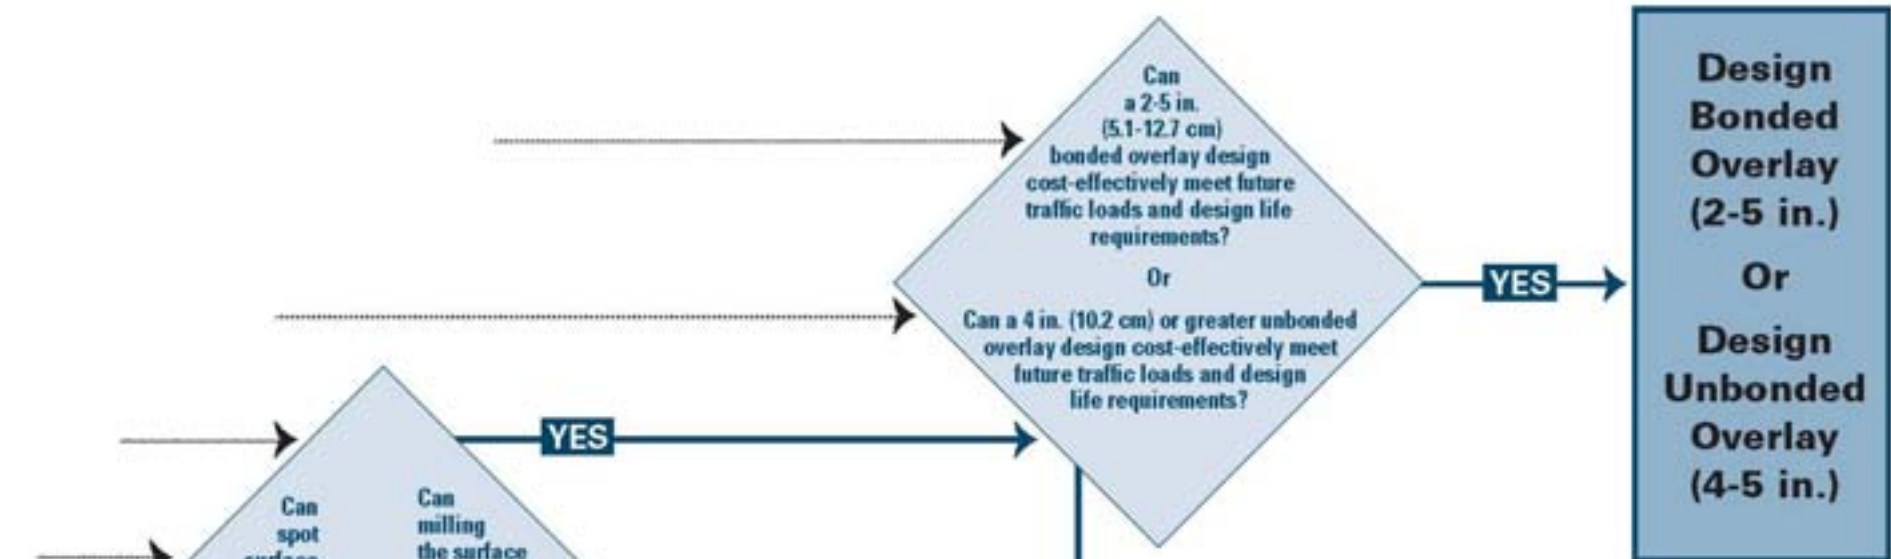 Can
a 2-5 in.
(5.1-12.7 cm)
bonded overlay design
cost-effectively meet future
traffic loads and design life
requirements?
Or
Can a 4 in. (10.2 cm) or greater unbonded
overlay design cost-effectively meet
future traffic loads and design
life requirements?
YES
Design
Bonded
Overlay
(2-5 in.)
Or
Design
Unbonded
Overlay
(4-5 in.)
YES
Can
spot
surface
Can
milling
the surface